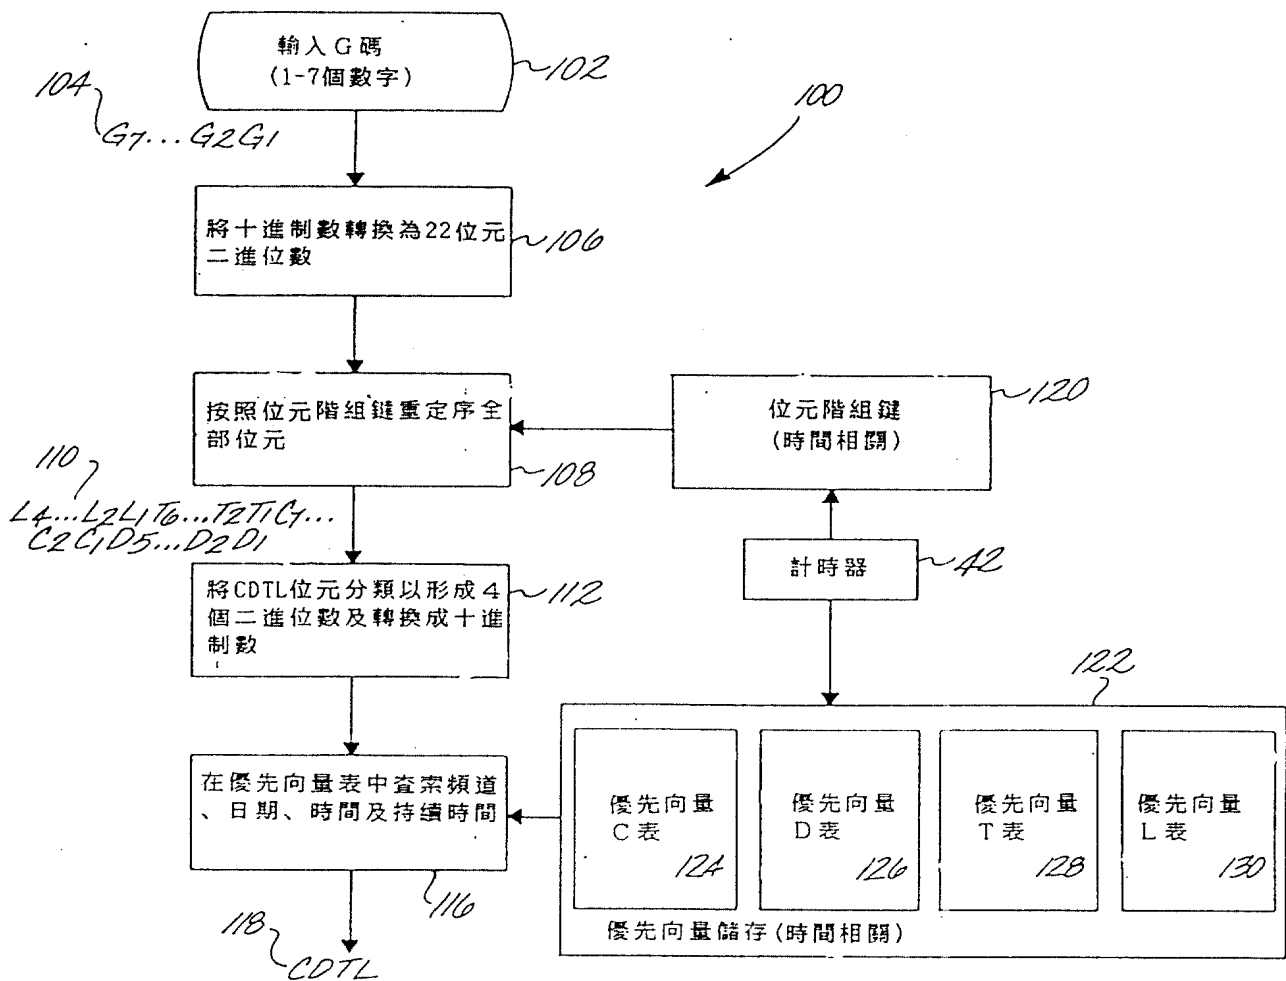 輸入G碼
(1-7個數字)
102
104
G7...G2G1
100
將十進制數轉換為22位元
二進位數
106
按照位元階組鍵重定序全
部位元
108
位元階組鍵
(時間相關)
120
110
L4...L2L1T6...T2T1C7...
C2C1D5...D2D1
計時器
42
將CDTL位元分類以形成4
個二進位數及轉換成十進
制數
112
122
在優先向量表中查索頻道
、日期、時間及持續時間
116
優先向量
C表
124
優先向量
D表
126
優先向量
T表
128
優先向量
L表
130
優先向量儲存(時間相關)
118
CDTL